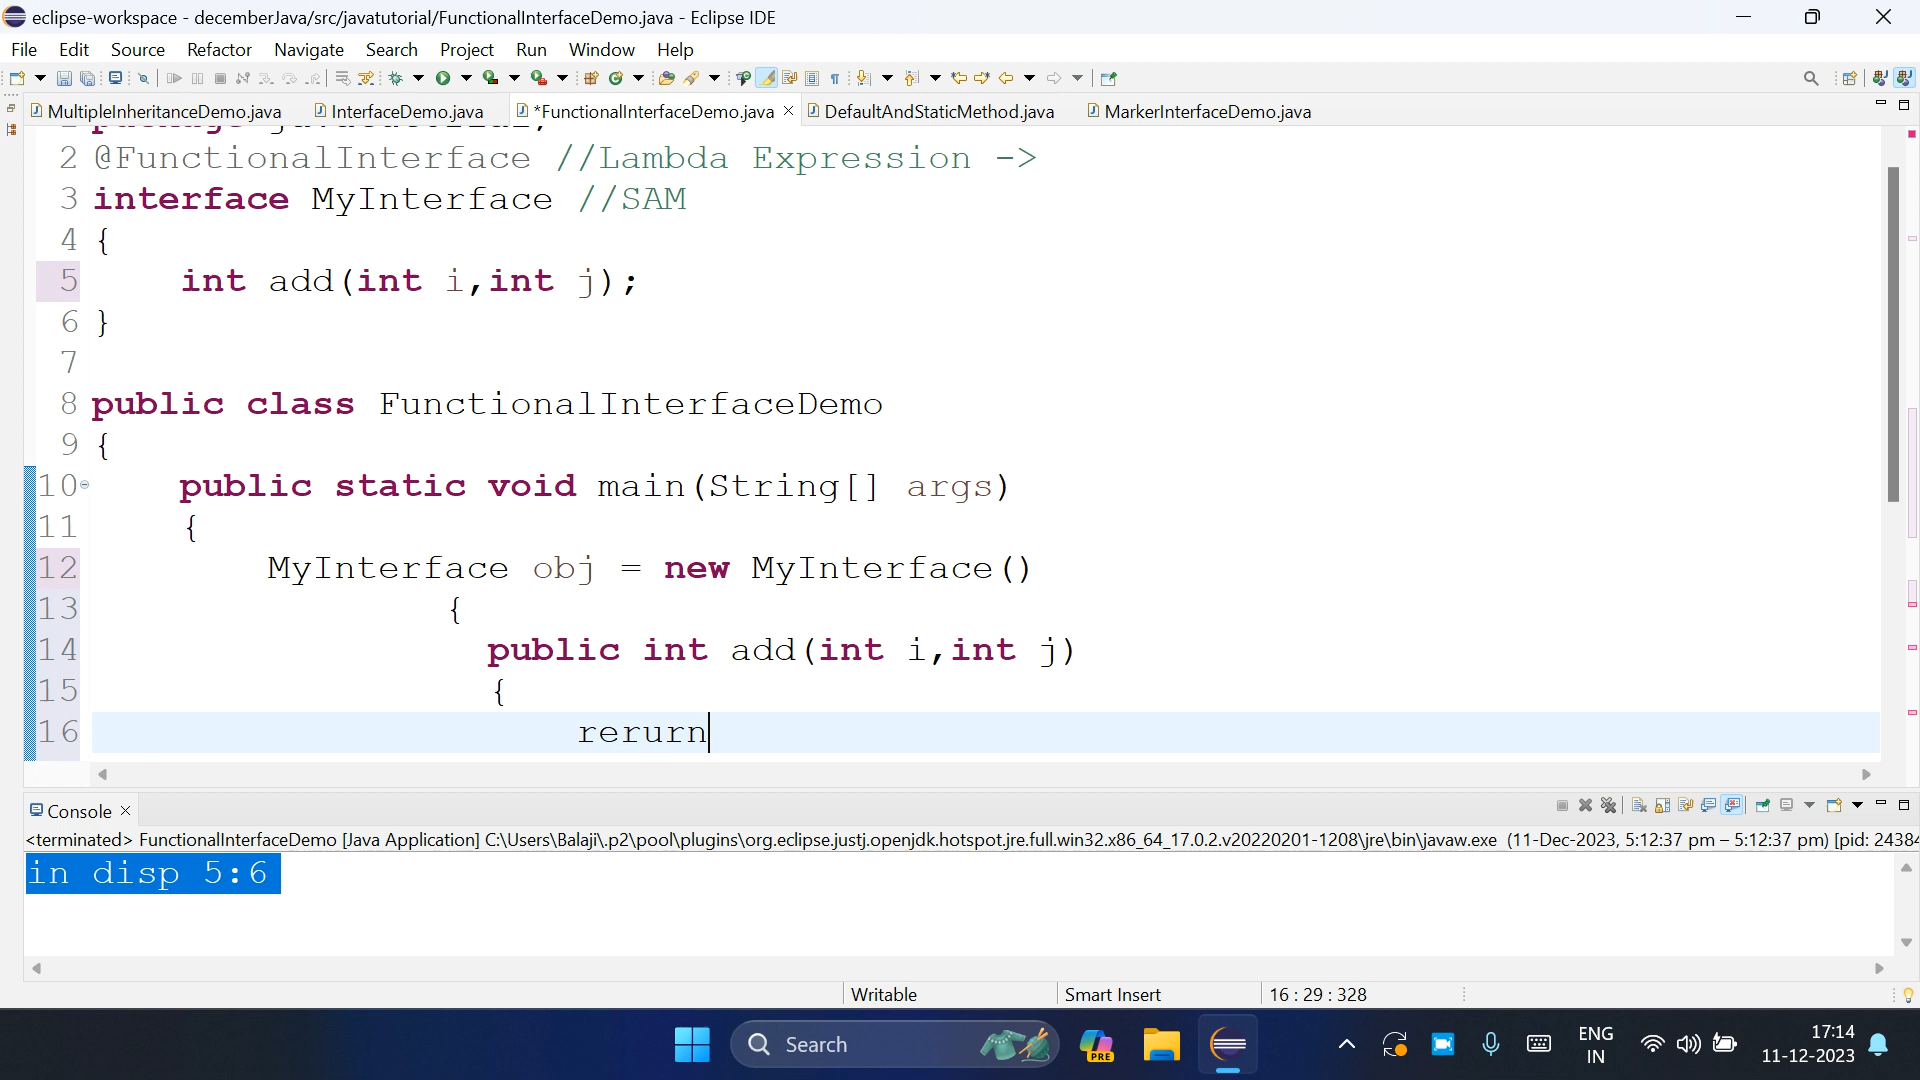 eclipse-workspace - decemberJava/src/javatutorial/FunctionalInterfaceDemo.java - Eclipse IDE
File Edit Source Refactor Navigate Search Project Run Window Help
MultipleInheritanceDemo.java InterfaceDemo.java *FunctionalInterfaceDemo.java DefaultAndStaticMethod.java MarkerInterfaceDemo.java
2 @FunctionalInterface //Lambda Expression ->
3 interface MyInterface //SAM
4 {
5 int add(int i,int j);
6 }
7
8 public class FunctionalInterfaceDemo
9 {
10 public static void main(String[] args)
11 {
12 MyInterface obj = new MyInterface()
13 {
14 public int add(int i,int j)
15 {
16 rerurn
Console
<terminated> FunctionalInterfaceDemo [Java Application] C:\Users\Balaji\.p2\pool\plugins\org.eclipse.justj.openjdk.hotspot.jre.full.win32.x86_64_17.0.2.v20220201-1208\jre\bin\javaw.exe (11-Dec-2023, 5:12:37 pm – 5:12:37 pm) [pid: 24384
in disp 5:6
Writable Smart Insert 16 : 29 : 328
Search PRE ENG 17:14
IN 11-12-2023